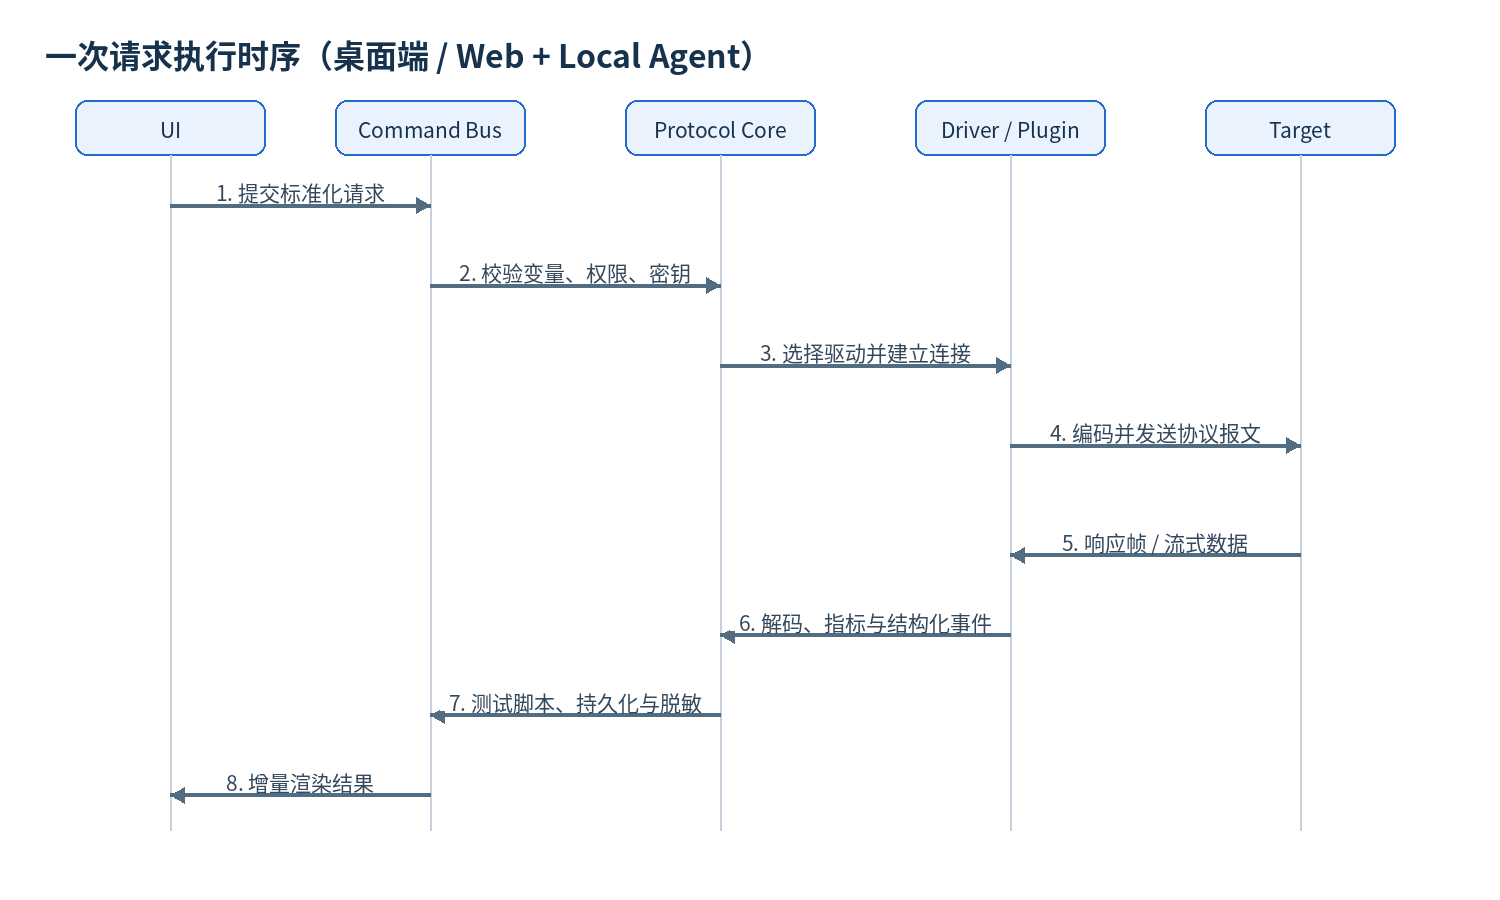 一次请求执行时序（桌面端 / Web + Local Agent）
UI
Command Bus
Protocol Core
Driver / Plugin
Target
1. 提交标准化请求
2. 校验变量、权限、密钥
3. 选择驱动并建立连接
4. 编码并发送协议报文
5. 响应帧 / 流式数据
6. 解码、指标与结构化事件
7. 测试脚本、持久化与脱敏
8. 增量渲染结果